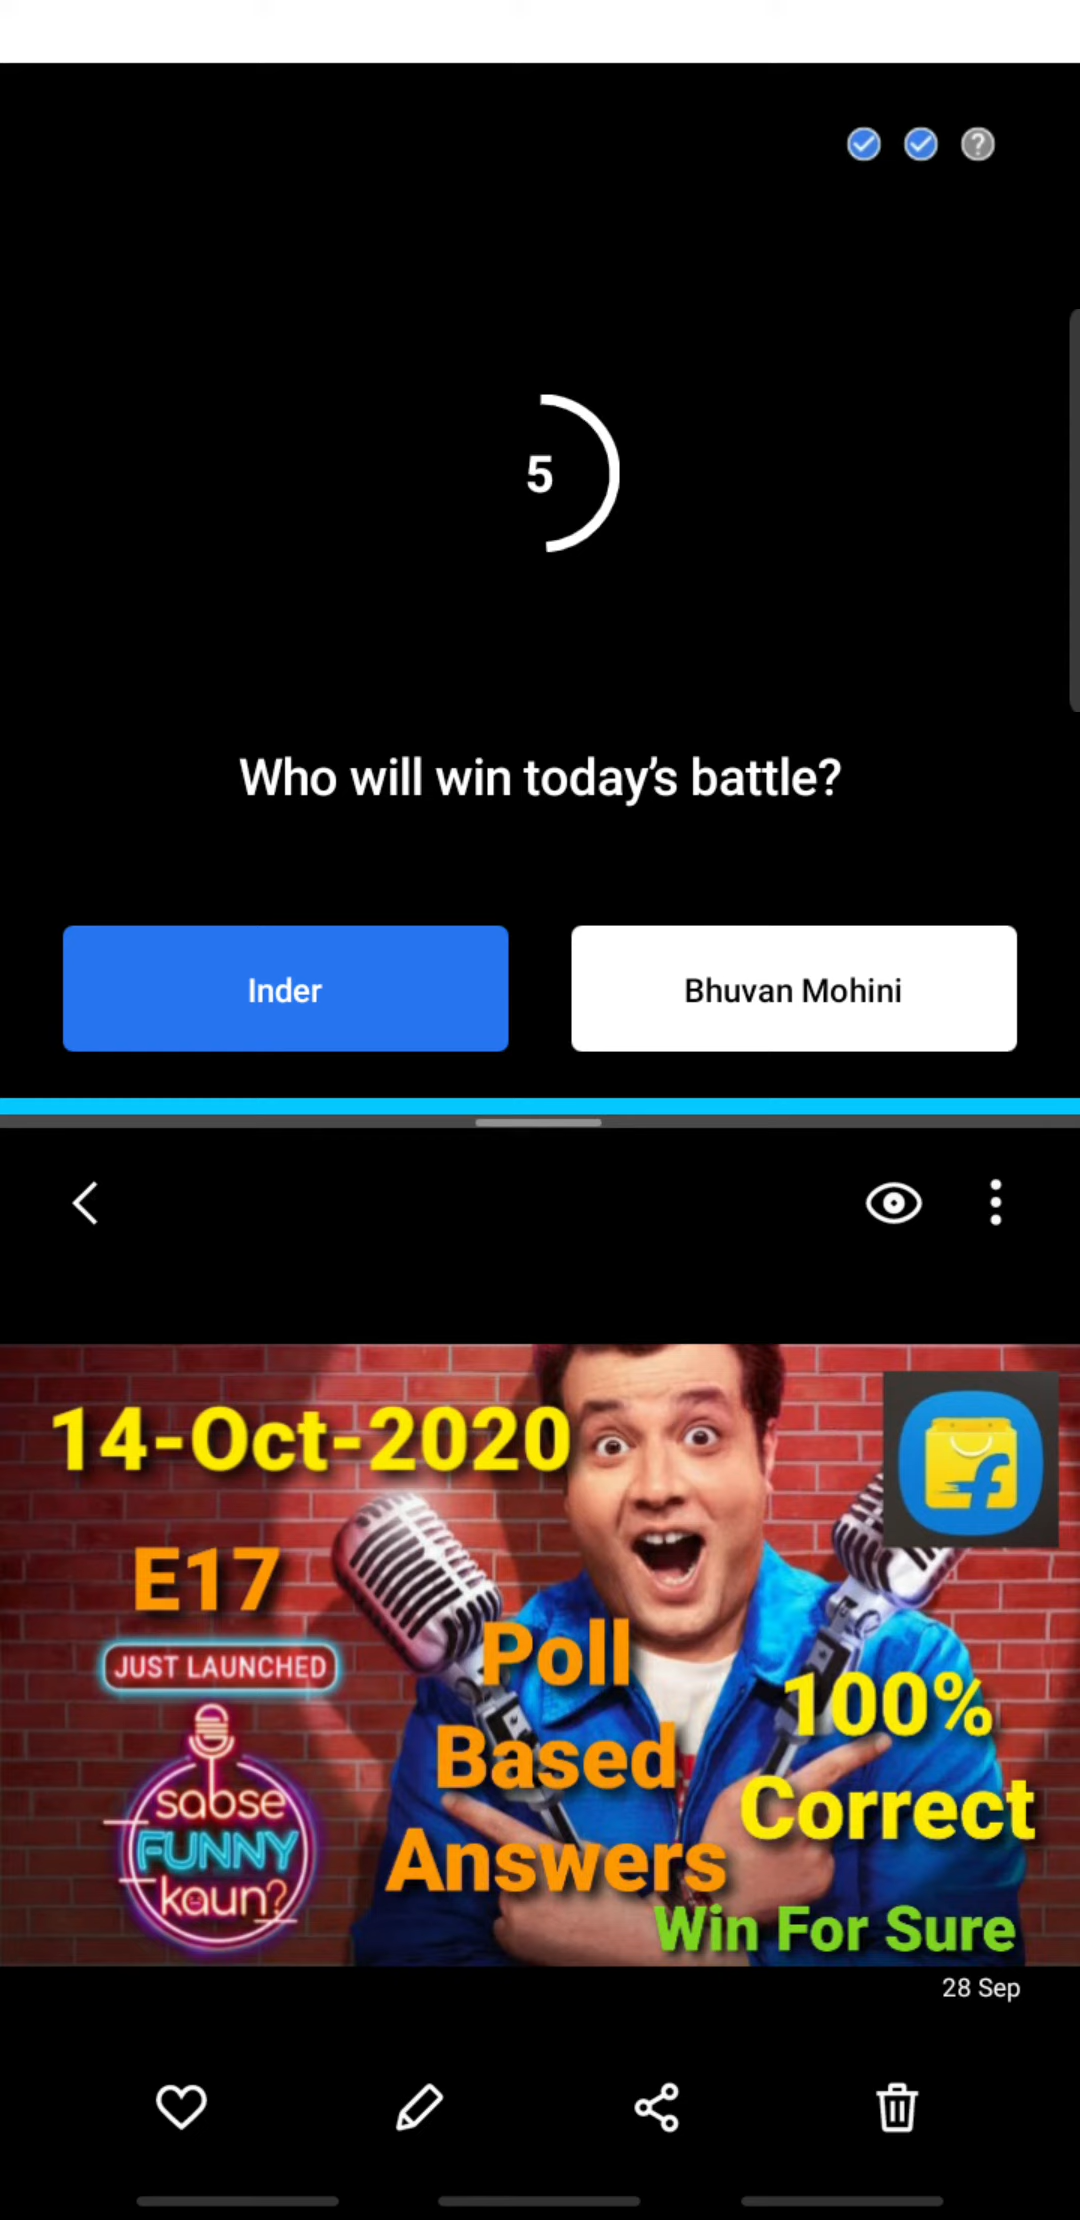 5
Who will win today's battle?
Inder
Bhuvan Mohini
14-Oct-2020
E17
JUST LAUNCHED
sabse
FUNNY
kaun?
Poll
Based
Answers
100%
Correct
Win For Sure
28 Sep